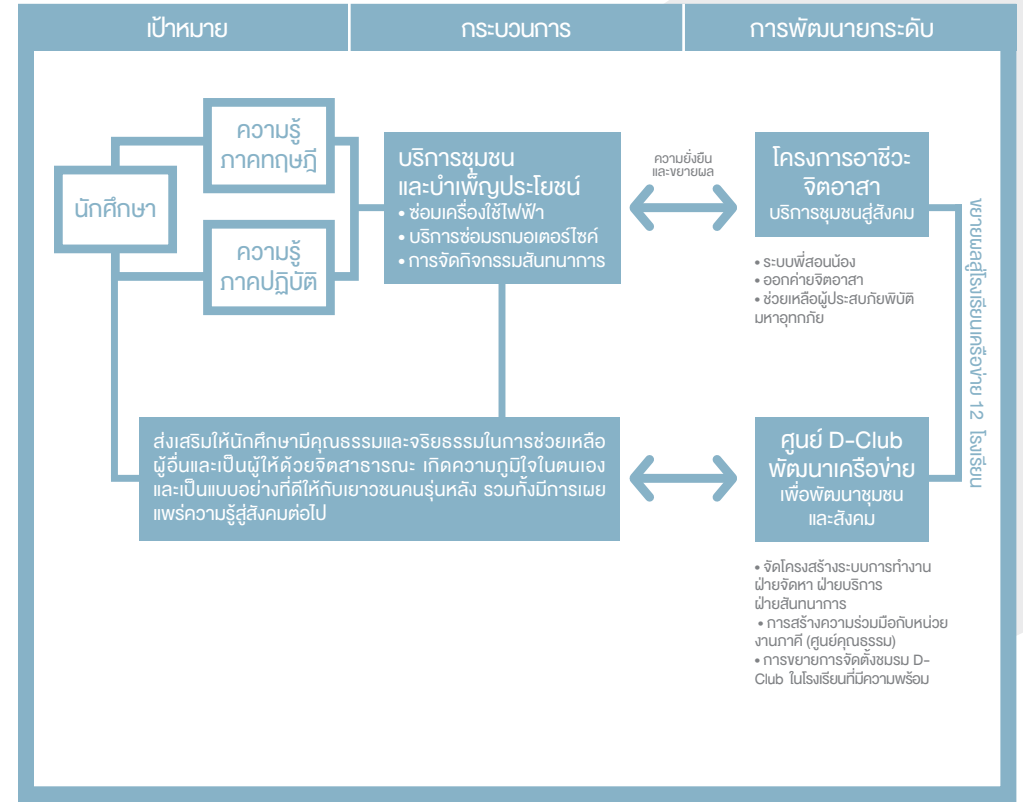 เป้าหมาย
กระบวนการ
การพัฒนายกระดับ
นักศึกษา
ความรู้
ภาคทฤษฎี
ความรู้
ภาคปฏิบัติ
บริการชุมชน
และบำเพ็ญประโยชน์
• ซ่อมเครื่องใช้ไฟฟ้า
• บริการซ่อมรถมอเตอร์ไซค์
• การจัดกิจกรรมสันทนาการ
ความยั่งยืน
และขยายผล
โครงการอาชีวะ
จิตอาสา
บริการชุมชนสู่สังคม
• ระบบพี่สอนน้อง
• ออกค่ายจิตอาสา
• ช่วยเหลือผู้ประสบภัยพิบัติ
มหาอุทกภัย
ขยายผลสู่โรงเรียนเครือข่าย 12 โรงเรียน
ส่งเสริมให้นักศึกษามีคุณธรรมและจริยธรรมในการช่วยเหลือ
ผู้อื่นและเป็นผู้ให้ด้วยจิตสาธารณะ เกิดความภูมิใจในตนเอง
และเป็นแบบอย่างที่ดีให้กับเยาวชนคนรุ่นหลัง รวมทั้งมีการเผย
แพร่ความรู้สู่สังคมต่อไป
ศูนย์ D-Club
พัฒนาเครือข่าย
เพื่อพัฒนาชุมชน
และสังคม
• จัดโครงสร้างระบบการทำงาน
ฝ่ายจัดหา ฝ่ายบริการ
ฝ่ายสันทนาการ
• การสร้างความร่วมมือกับหน่วย
งานภาคี (ศูนย์คุณธรรม)
• การขยายการจัดตั้งชมรม D-
Club ในโรงเรียนที่มีความพร้อม